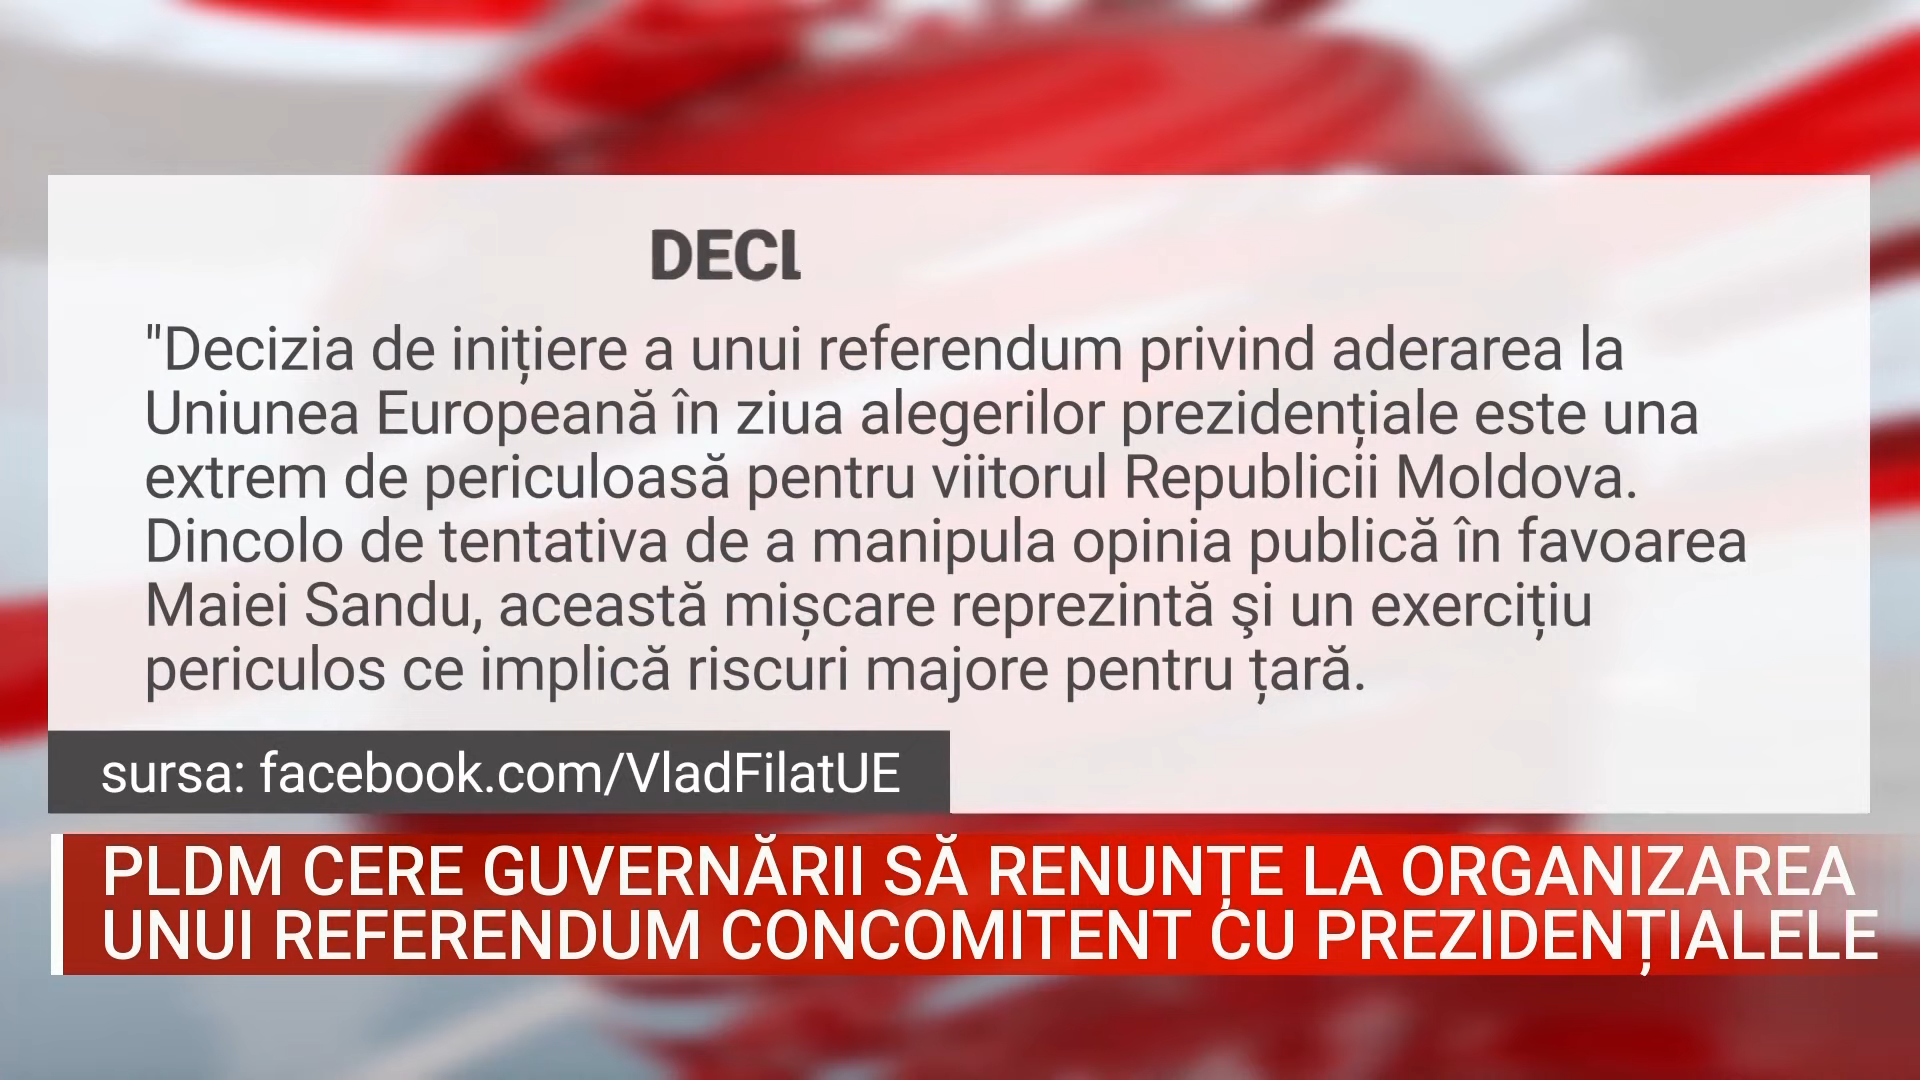 DECL
"Decizia de inițiere a unui referendum privind aderarea la
Uniunea Europeană în ziua alegerilor prezidențiale este una
extrem de periculoasă pentru viitorul Republicii Moldova.
Dincolo de tentativa de a manipula opinia publică în favoarea
Maiei Sandu, această mișcare reprezintă şi un exercițiu
periculos ce implică riscuri majore pentru țară.
sursa: facebook.com/VladFilatUE
PLDM CERE GUVERNĂRII SĂ RENUNȚE LA ORGANIZAREA
UNUI REFERENDUM CONCOMITENT CU PREZIDENȚIALELE